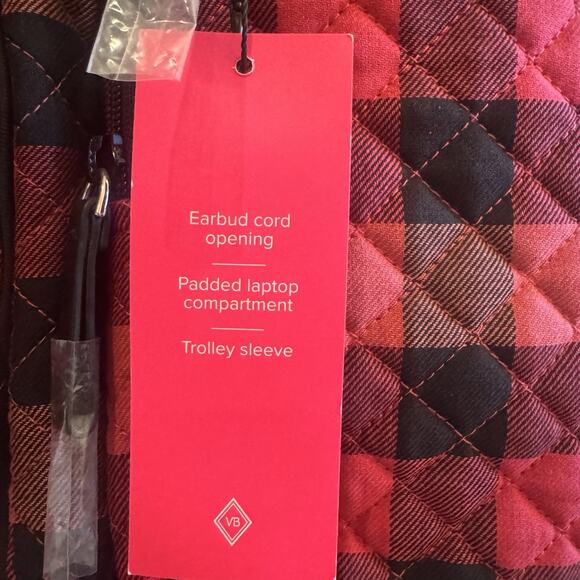 Earbud cord
opening
Padded laptop
compartment
Trolley sleeve
VB